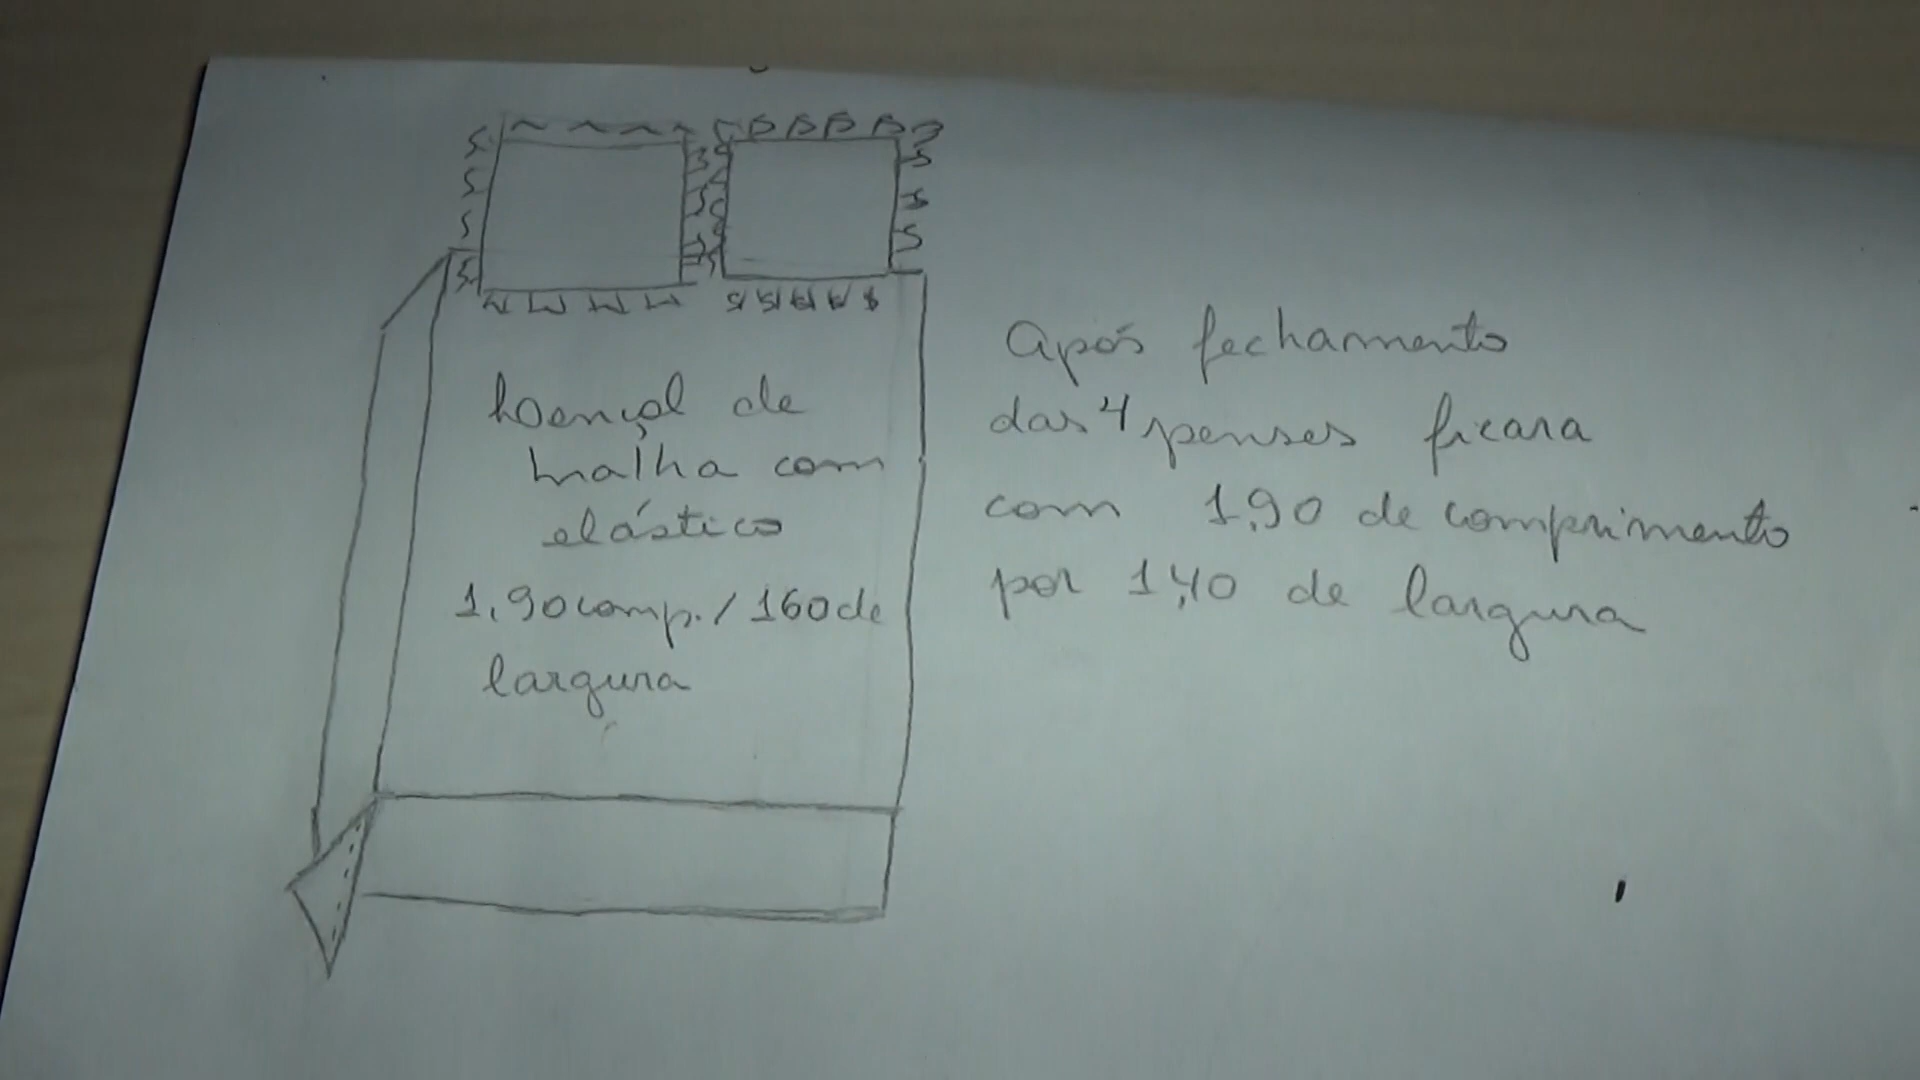 Loençol de
malha com
elástico
1,90comp./160de
largura
Após fechamento
das 4 penses ficara
com 1,90 de comprimento
por 1,40 de largura